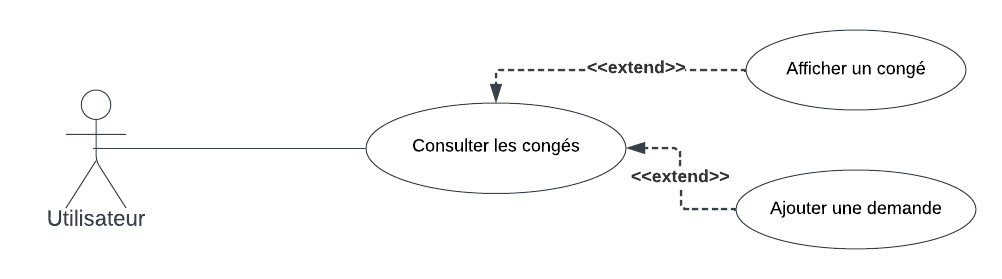 Afficher un congé
<<extend>>
Consulter les congés
<<extend>>
Ajouter une demande
Utilisateur